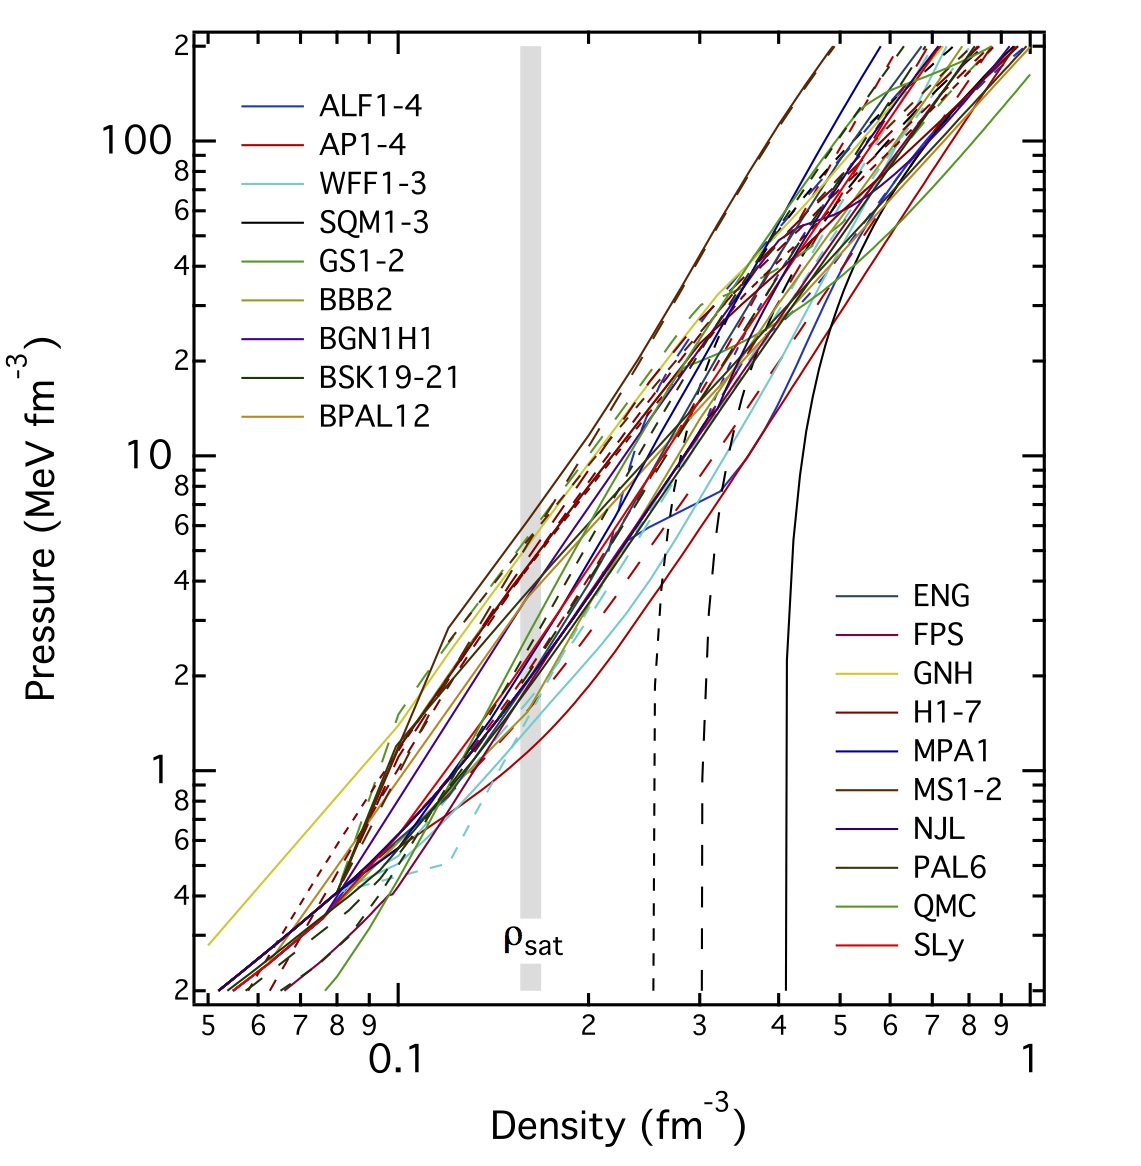 2
100
8
6
4
2
10
8
6
4
2
1
8
6
4
2
Pressure (MeV fm⁻³)
ALF1-4
AP1-4
WFF1-3
SQM1-3
GS1-2
BBB2
BGN1H1
BSK19-21
BPAL12
ρsat
ENG
FPS
GNH
H1-7
MPA1
MS1-2
NJL
PAL6
QMC
SLy
5 6 7 8 9 2 3 4 5 6 7 8 9
0.1 1
Density (fm⁻³)